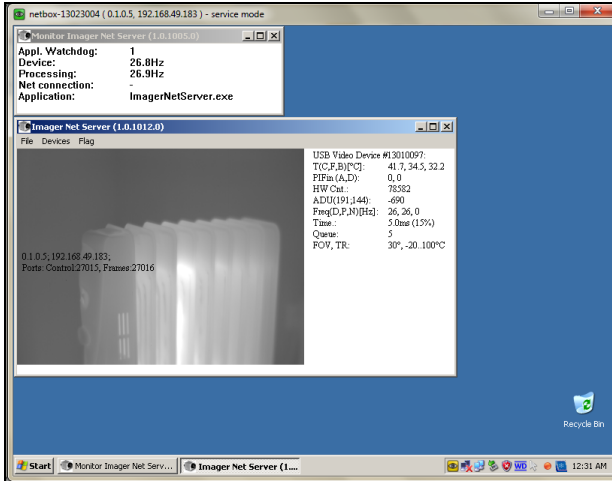 netbox-13023004 ( 0.1.0.5, 192.168.49.183 ) - service mode
Monitor Imager Net Server (1.0.1005.0)
Appl. Watchdog: 1
Device: 26.8Hz
Processing: 26.9Hz
Net connection: -
Application: ImagerNetServer.exe
Imager Net Server (1.0.1012.0)
File Devices Flag
USB Video Device #13010097:
T(C,F,B)[°C]: 41.7, 34.5, 32.2
PIFin (A,D): 0, 0
HW Cnt.: 78582
ADU(191;144): -690
Freq(D,P,N)[Hz]: 26, 26, 0
Time.: 5.0ms (15%)
Queue: 5
FOV, TR: 30°, -20..100°C
0.1.0.5; 192.168.49.183;
Ports: Control:27015, Frames:27016
Recycle Bin
Start Monitor Imager Net Serv... Imager Net Server (1.... WD 12:31 AM